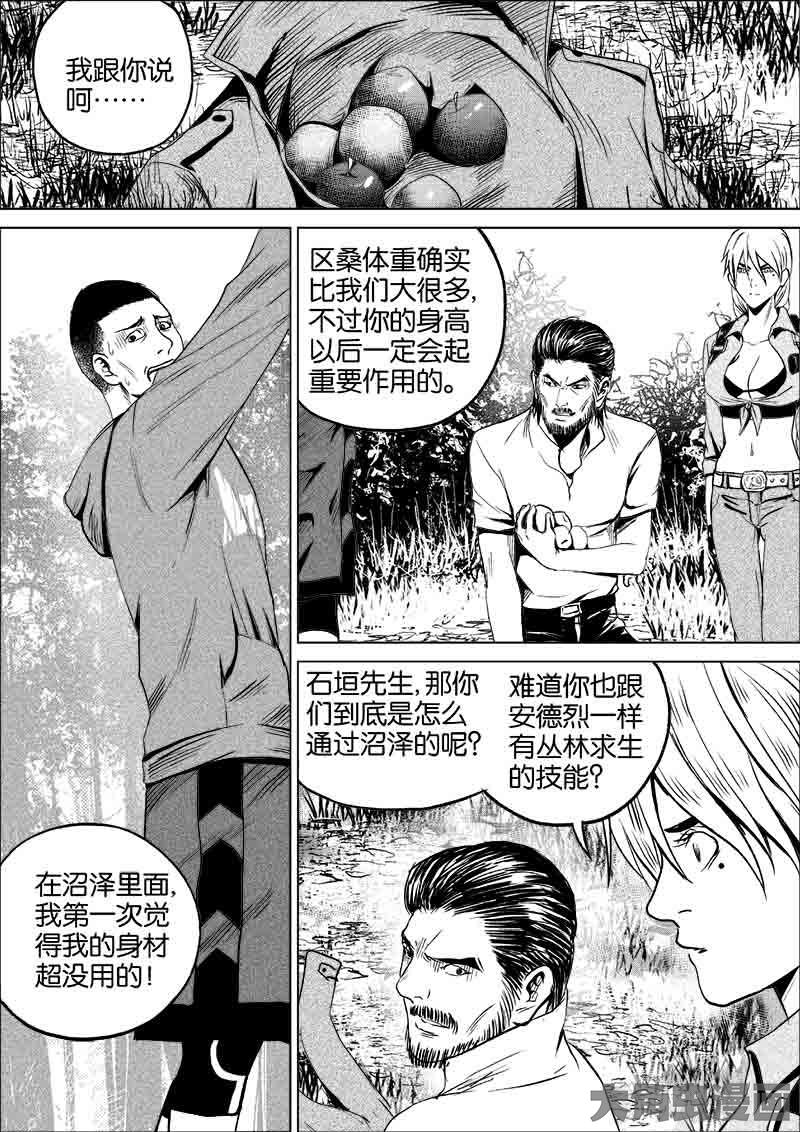 我跟你说
呵……
在沼泽里面,
我第一次觉
得我的身材
超没用的！
区桑体重确实
比我们大很多,
不过你的身高
以后一定会起
重要作用的。
石垣先生,那你
们到底是怎么
通过沼泽的呢？
难道你也跟
安德烈一样
有丛林求生
的技能？